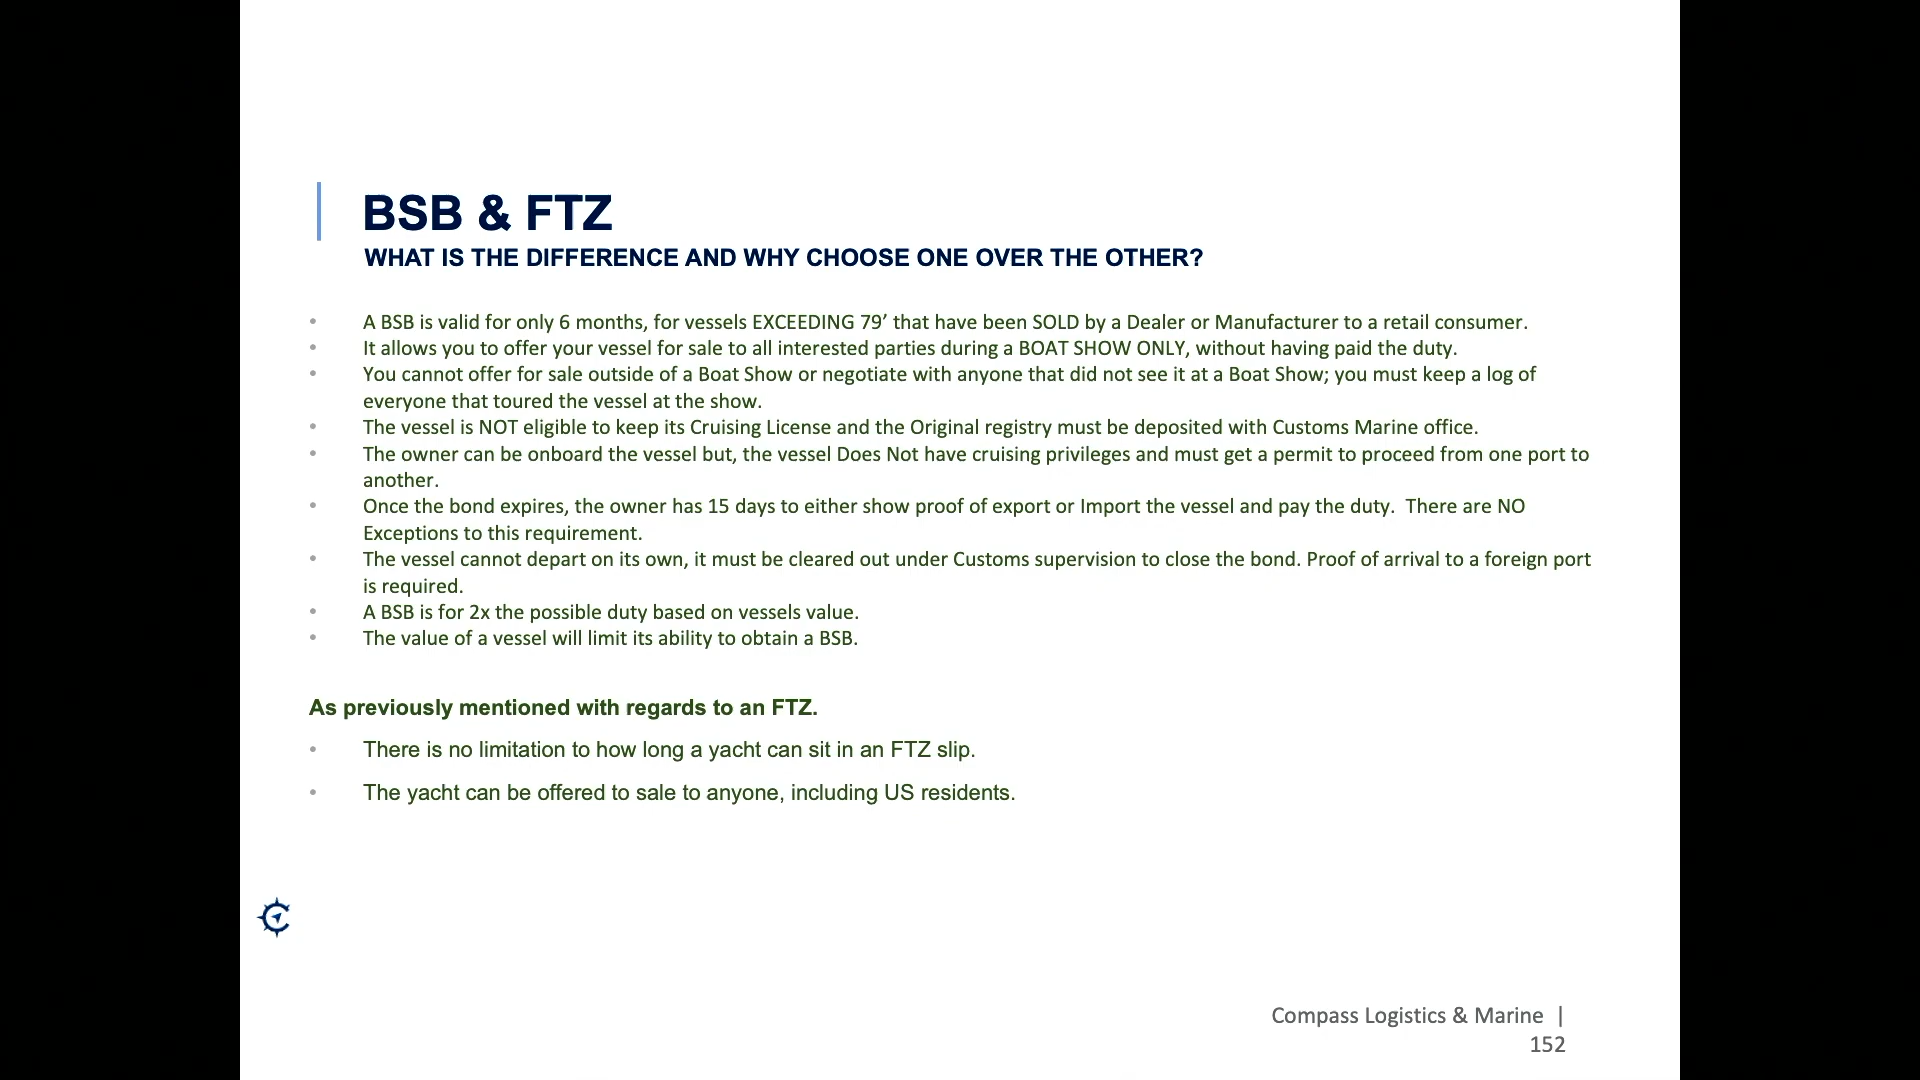 BSB & FTZ
WHAT IS THE DIFFERENCE AND WHY CHOOSE ONE OVER THE OTHER?
• A BSB is valid for only 6 months, for vessels EXCEEDING 79’ that have been SOLD by a Dealer or Manufacturer to a retail consumer.
• It allows you to offer your vessel for sale to all interested parties during a BOAT SHOW ONLY, without having paid the duty.
• You cannot offer for sale outside of a Boat Show or negotiate with anyone that did not see it at a Boat Show; you must keep a log of
everyone that toured the vessel at the show.
• The vessel is NOT eligible to keep its Cruising License and the Original registry must be deposited with Customs Marine office.
• The owner can be onboard the vessel but, the vessel Does Not have cruising privileges and must get a permit to proceed from one port to
another.
• Once the bond expires, the owner has 15 days to either show proof of export or Import the vessel and pay the duty. There are NO
Exceptions to this requirement.
• The vessel cannot depart on its own, it must be cleared out under Customs supervision to close the bond. Proof of arrival to a foreign port
is required.
• A BSB is for 2x the possible duty based on vessels value.
• The value of a vessel will limit its ability to obtain a BSB.
As previously mentioned with regards to an FTZ.
• There is no limitation to how long a yacht can sit in an FTZ slip.
• The yacht can be offered to sale to anyone, including US residents.
Compass Logistics & Marine |
152